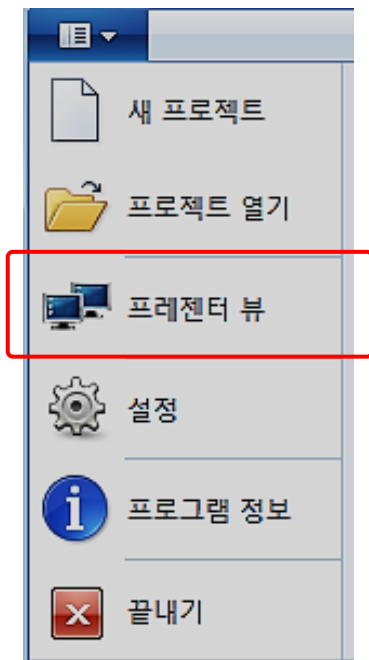 새 프로젝트
프로젝트 열기
프레젠터 뷰
설정
프로그램 정보
끝내기